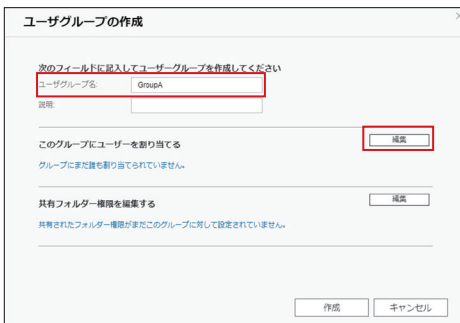 ユーザグループの作成
次のフィールドに記入してユーザーグループを作成してください
ユーザグループ名: GroupA
説明:
このグループにユーザーを割り当てる 編集
グループにまだ誰も割り当てられていません。
共有フォルダー権限を編集する 編集
共有されたフォルダー権限がまだこのグループに対して設定されていません。
作成 キャンセル